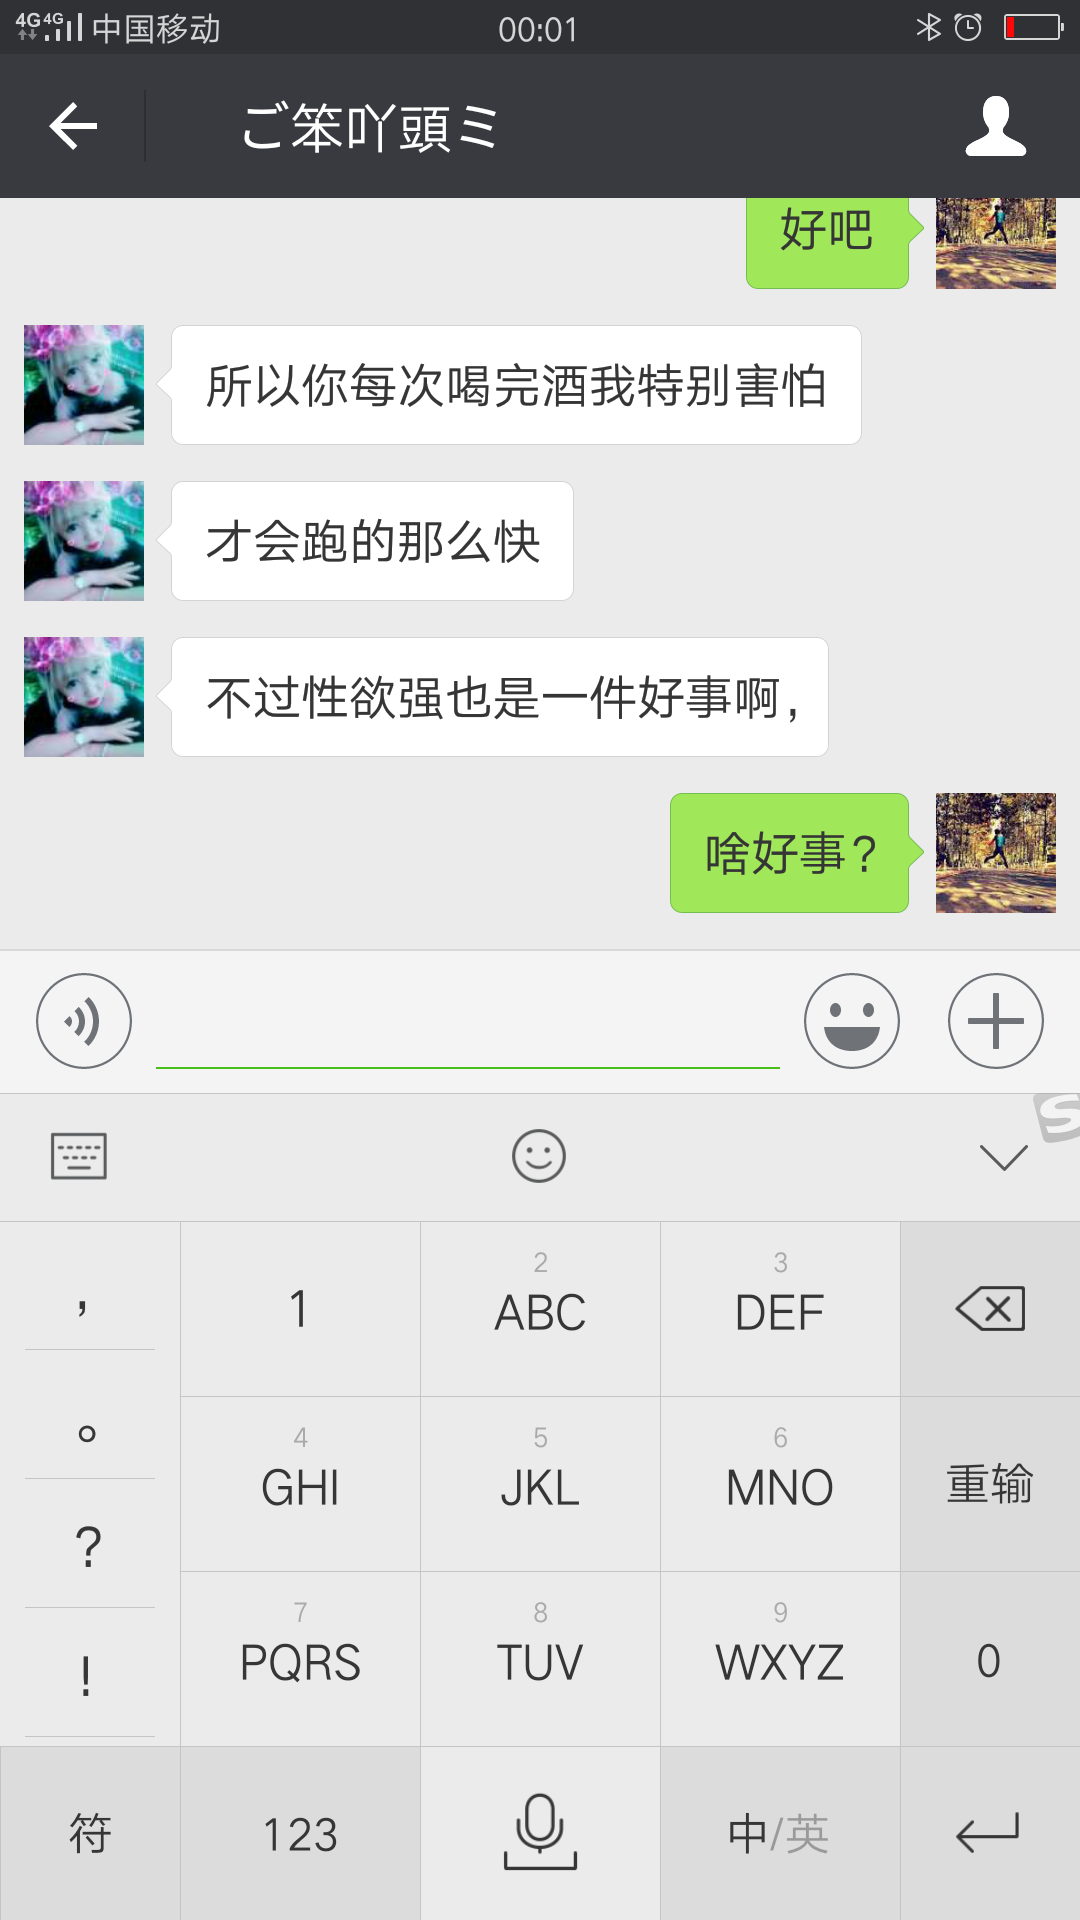 4G 4G 中国移动 00:01
ご笨吖頭ミ
好吧
所以你每次喝完酒我特别害怕
才会跑的那么快
不过性欲强也是一件好事啊,
啥好事?
S
, 1 2 ABC 3 DEF
。 4 GHI 5 JKL 6 MNO 重输
? 7 PQRS 8 TUV 9 WXYZ 0
!
符 123 中/英